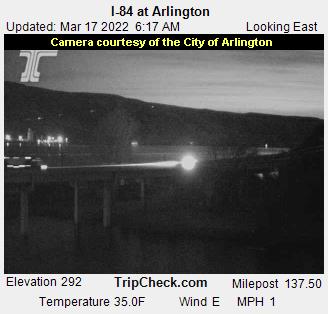 I-84 at Arlington
Updated: Mar 17 2022 6:17 AM Looking East
Camera courtesy of the City of Arlington
Elevation 292 TripCheck.com Milepost 137.50
Temperature 35.0F Wind E MPH 1